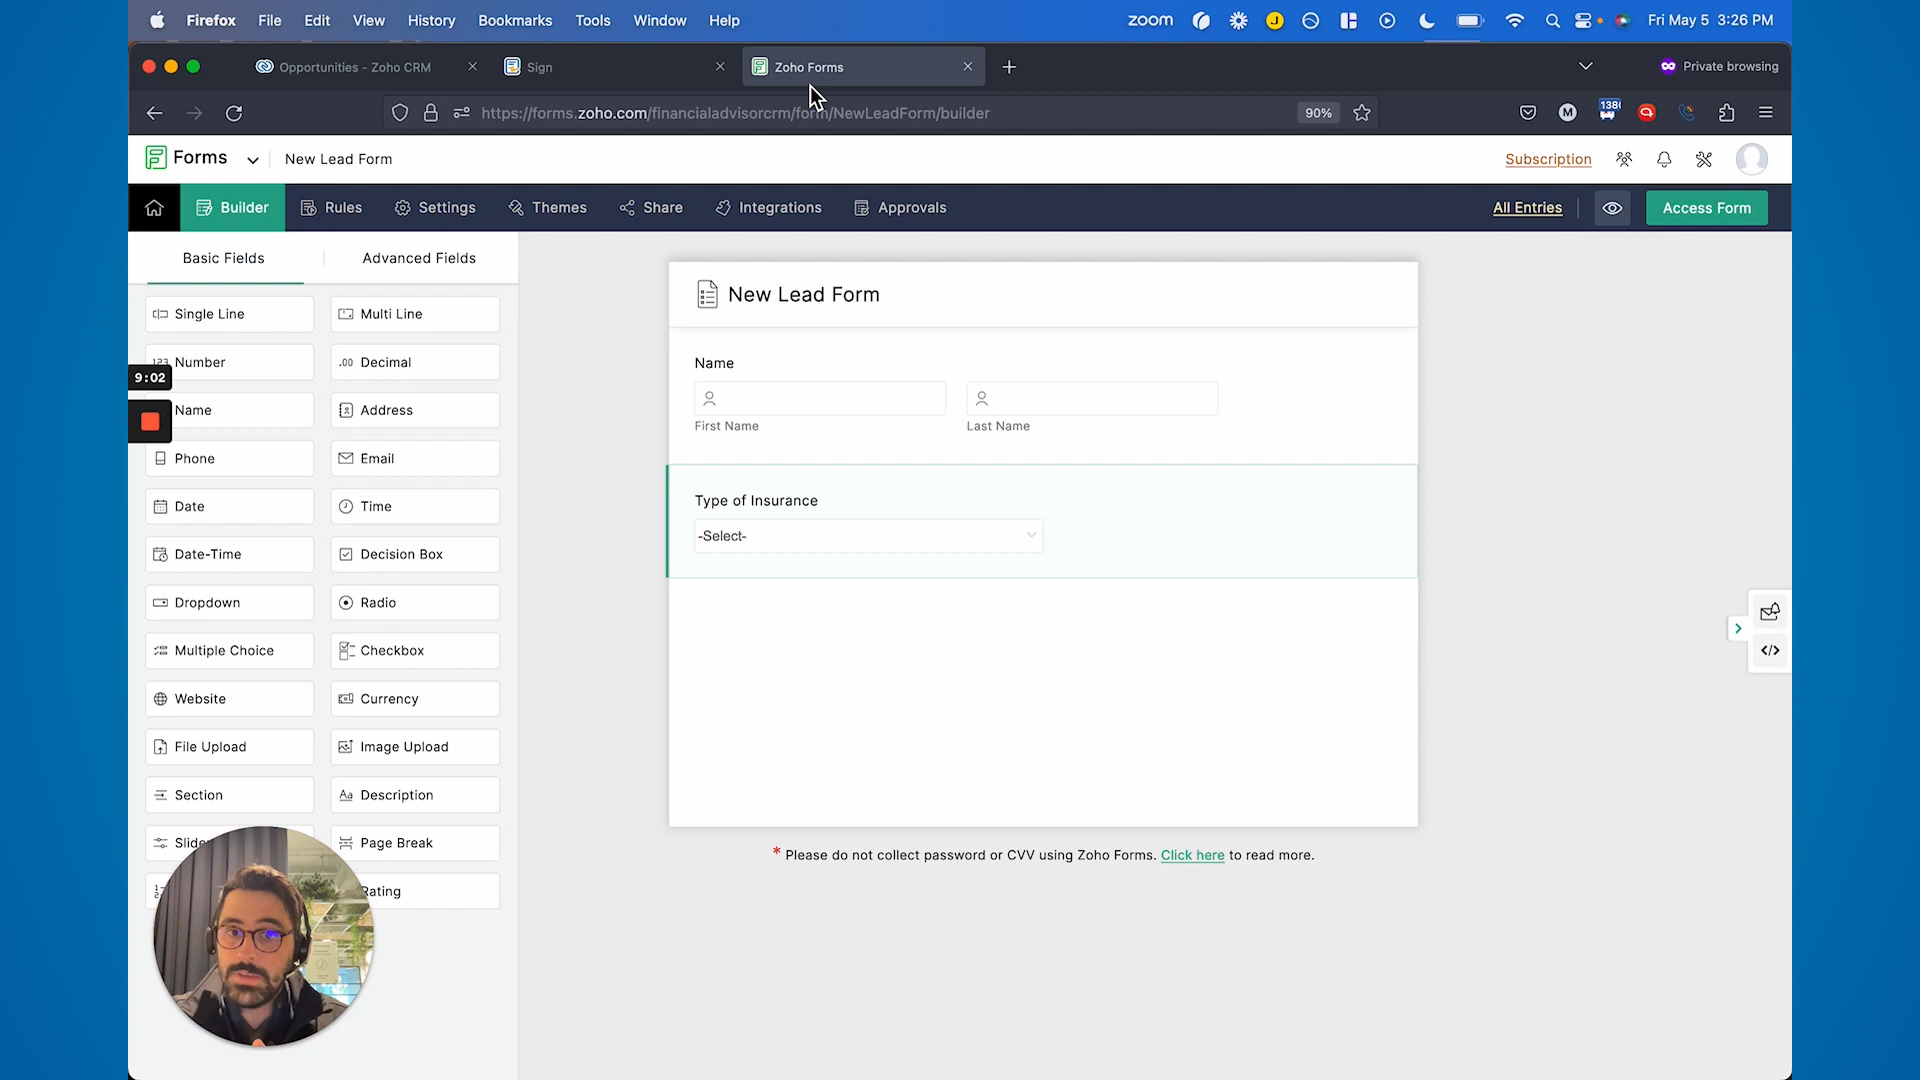 Firefox File Edit View History Bookmarks Tools Window Help zoom J Fri May 5 3:26 PM
Opportunities - Zoho CRM Sign Zoho Forms Private browsing
https://forms.zoho.com/financialadvisorcrm/form/NewLeadForm/builder 90% M 138
Forms New Lead Form Subscription
Builder Rules Settings Themes Share Integrations Approvals All Entries Access Form
Basic Fields Advanced Fields
Single Line Multi Line
Number .00 Decimal
9:02
Name Address
Phone Email
Date Time
Date-Time Decision Box
Dropdown Radio
Multiple Choice Checkbox
Website Currency
File Upload Image Upload
Section Aa Description
Page Break
Rating
New Lead Form
Name
First Name Last Name
Type of Insurance
-Select-
* Please do not collect password or CVV using Zoho Forms. Click here to read more.